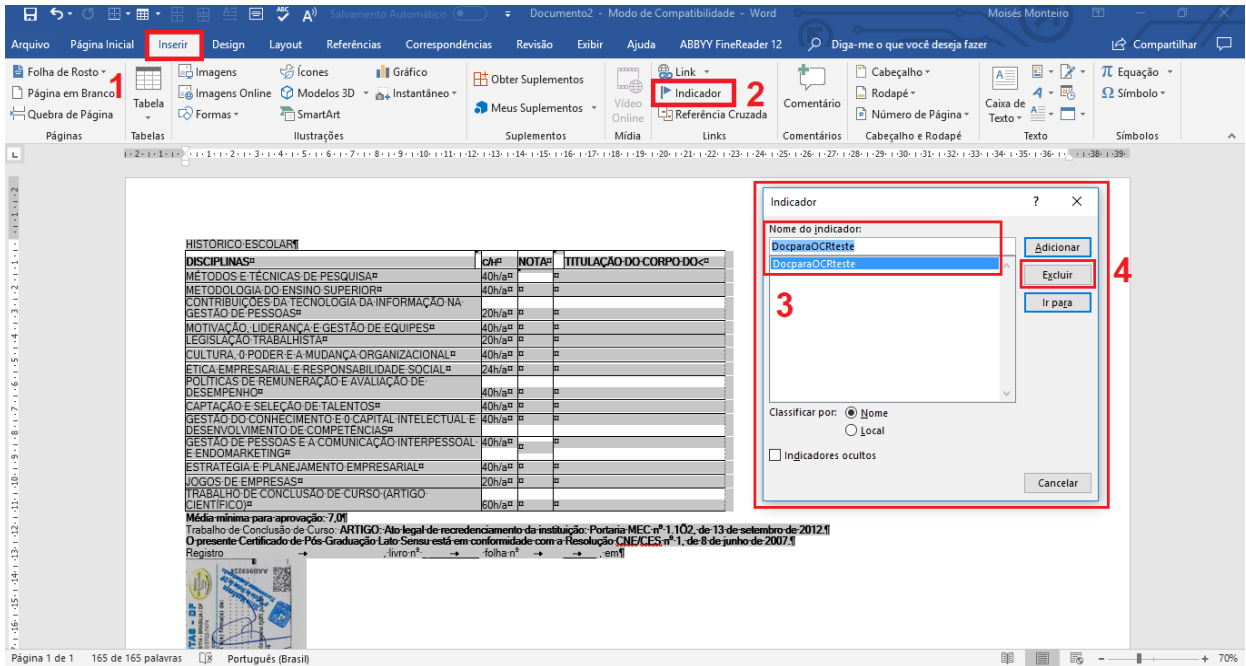 Salvamento Automático
Documento2 - Modo de Compatibilidade - Word
Moisés Monteiro
Arquivo Página Inicial Inserir Design Layout Referências Correspondências Revisão Exibir Ajuda ABBYY FineReader 12 Diga-me o que você deseja fazer Compartilhar
1
2
Folha de Rosto
Página em Branco
Quebra de Página
Páginas
Tabela
Tabelas
Imagens
Imagens Online
Formas
Ícones
Modelos 3D
SmartArt
Gráfico
Instantâneo
Ilustrações
Obter Suplementos
Meus Suplementos
Suplementos
Vídeo
Online
Mídia
Link
Indicador
Referência Cruzada
Links
Comentário
Comentários
Cabeçalho
Rodapé
Número de Página
Cabeçalho e Rodapé
Caixa de
Texto
Texto
Equação
Símbolo
Símbolos
HISTÓRICO ESCOLAR¶
DISCIPLINAS¤ c/H¤ NOTA¤ TITULAÇÃO·DO·CORPO·DO<¤
MÉTODOS·E·TÉCNICAS·DE·PESQUISA¤ 40h/a¤
METODOLOGIA·DO·ENSINO·SUPERIOR¤ 40h/a¤ ¤ ¤
CONTRIBUIÇÕES·DA·TECNOLOGIA·DA·INFORMAÇÃO·NA·
GESTÃO·DE·PESSOAS¤ 20h/a¤ ¤ ¤
MOTIVAÇÃO,·LIDERANÇA·E·GESTÃO·DE·EQUIPES¤ 40h/a¤ ¤ ¤
LEGISLAÇÃO·TRABALHISTA¤ 20h/a¤ ¤ ¤
CULTURA,·0·PODER·E·A·MUDANÇA·ORGANIZACIONAL¤ 40h/a¤ ¤ ¤
ETICA·EMPRESARIAL·E·RESPONSABILIDADE·SOCIAL¤ 24h/a¤ ¤ ¤
POLÍTICAS·DE·REMUNERAÇÃO·E·AVALIAÇÃO·DE·
DESEMPENHO¤ 40h/a¤ ¤ ¤
CAPTAÇÃO·E·SELEÇÃO·DE·TALENTOS¤ 40h/a¤ ¤ ¤
GESTÃO·DO·CONHECIMENTO·E·0·CAPITAL·INTELECTUAL·E· 40h/a¤ ¤ ¤
DESENVOLVIMENTO·DE·COMPETÊNCIAS¤
GESTÃO·DE·PESSOAS·E·A·COMUNICAÇÃO·INTERPESSOAL· 40h/a¤ ¤ ¤
E·ENDOMARKETING¤
ESTRATÉGIA·E·PLANEJAMENTO·EMPRESARIAL¤ 40h/a¤ ¤ ¤
JOGOS·DE·EMPRESAS¤ 20h/a¤ ¤ ¤
TRABALHO·DE·CONCLUSÃO·DE·CURSO·(ARTIGO·
CIENTÍFICO)¤ 60h/a¤ ¤ ¤
Média·mínima·para·aprovação:·7,0¶
Trabalho·de·Conclusão·de·Curso:·ARTIGO:·Ato·legal·de·recredenciamento·da·instituição:·Portaria·MEC·nº·1.1O2,·de·13·de·setembro·de·2012.¶
O·presente·Certificado·de·Pós-Graduação·Lato·Sensu·está·em·conformidade·com·a·Resolução·CNE/CES·nº·1,·de·8·de·junho·de·2007.¶
Registro ,·livro·nº· ·folha·nº ,·em¶
Indicador ? ×
Nome do indicador:
DocparaOCRteste
DocparaOCRteste
3
Adicionar
Excluir
4
Ir para
Classificar por: Nome
Local
Indicadores ocultos
Cancelar
Página 1 de 1 165 de 165 palavras Português (Brasil) 70%